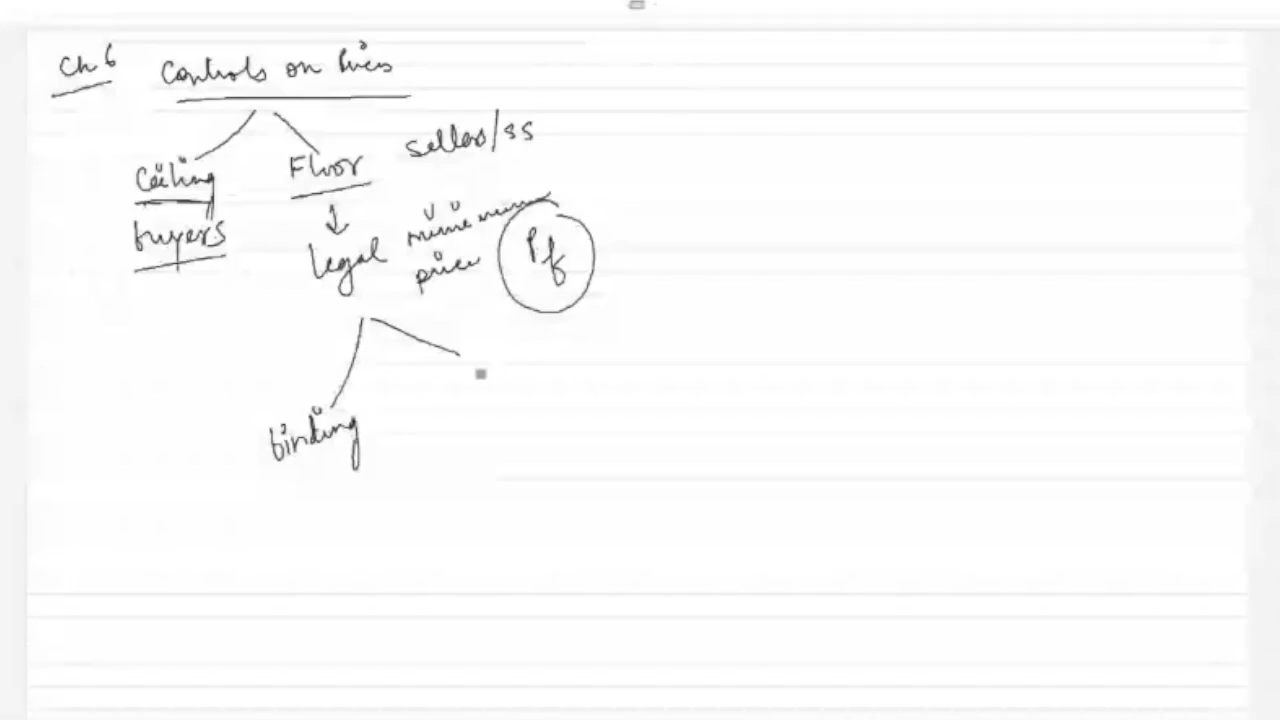 Ch 6 Controls on Prices
Ceiling Floor sellers/ss
buyers
legal minimum
price Pf
binding